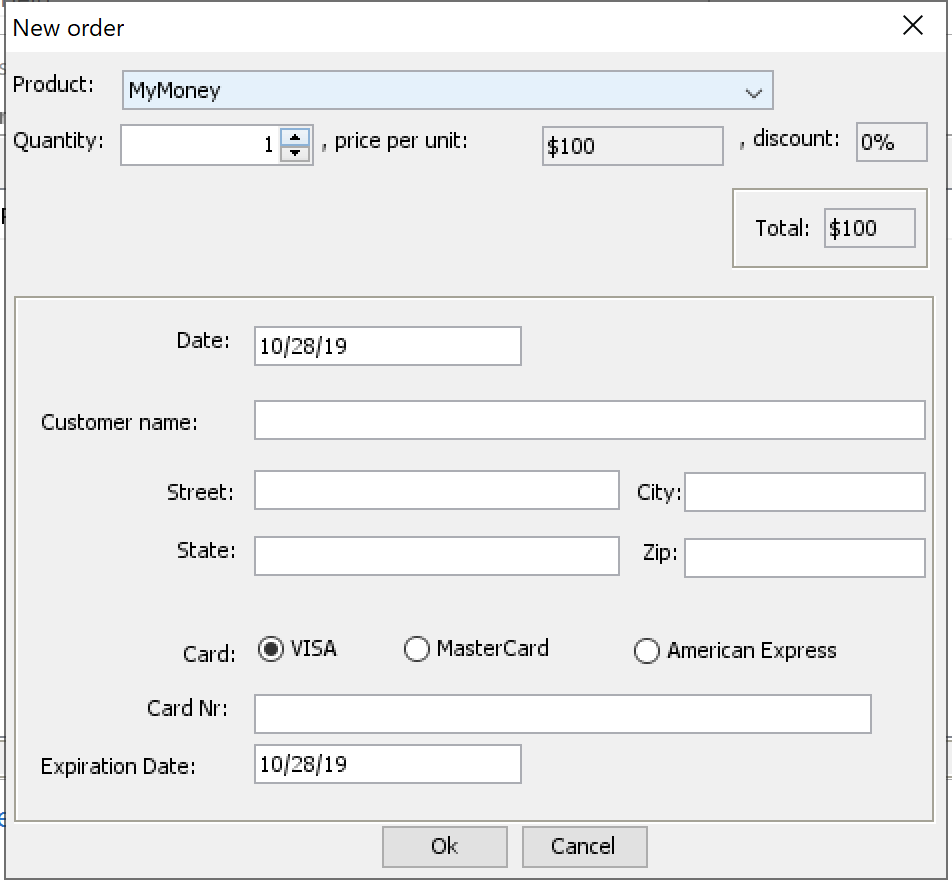 New order
Product: MyMoney
Quantity: 1 , price per unit: $100 , discount: 0%
Total: $100
Date: 10/28/19
Customer name:
Street: City:
State: Zip:
Card: VISA MasterCard American Express
Card Nr:
Expiration Date: 10/28/19
Ok Cancel